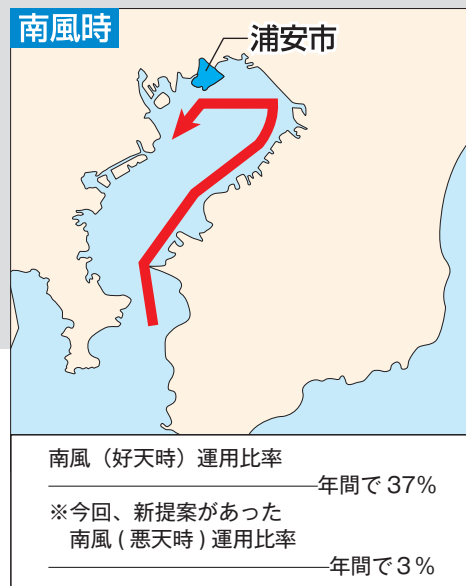 南風時
浦安市
南風（好天時）運用比率
年間で37%
※今回、新提案があった
南風(悪天時)運用比率
年間で3%